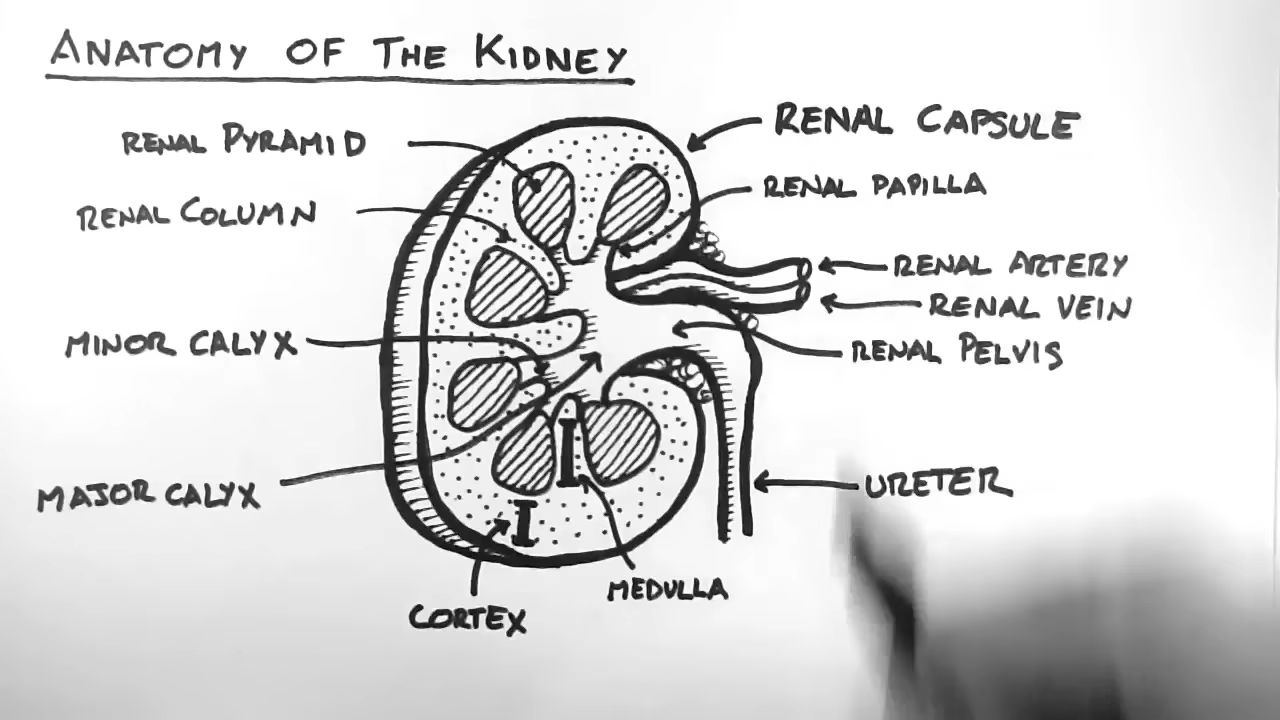 ANATOMY OF THE KIDNEY
RENAL PYRAMID
RENAL COLUMN
MINOR CALYX
MAJOR CALYX
CORTEX
MEDULLA
RENAL CAPSULE
RENAL PAPILLA
RENAL ARTERY
RENAL VEIN
RENAL PELVIS
URETER